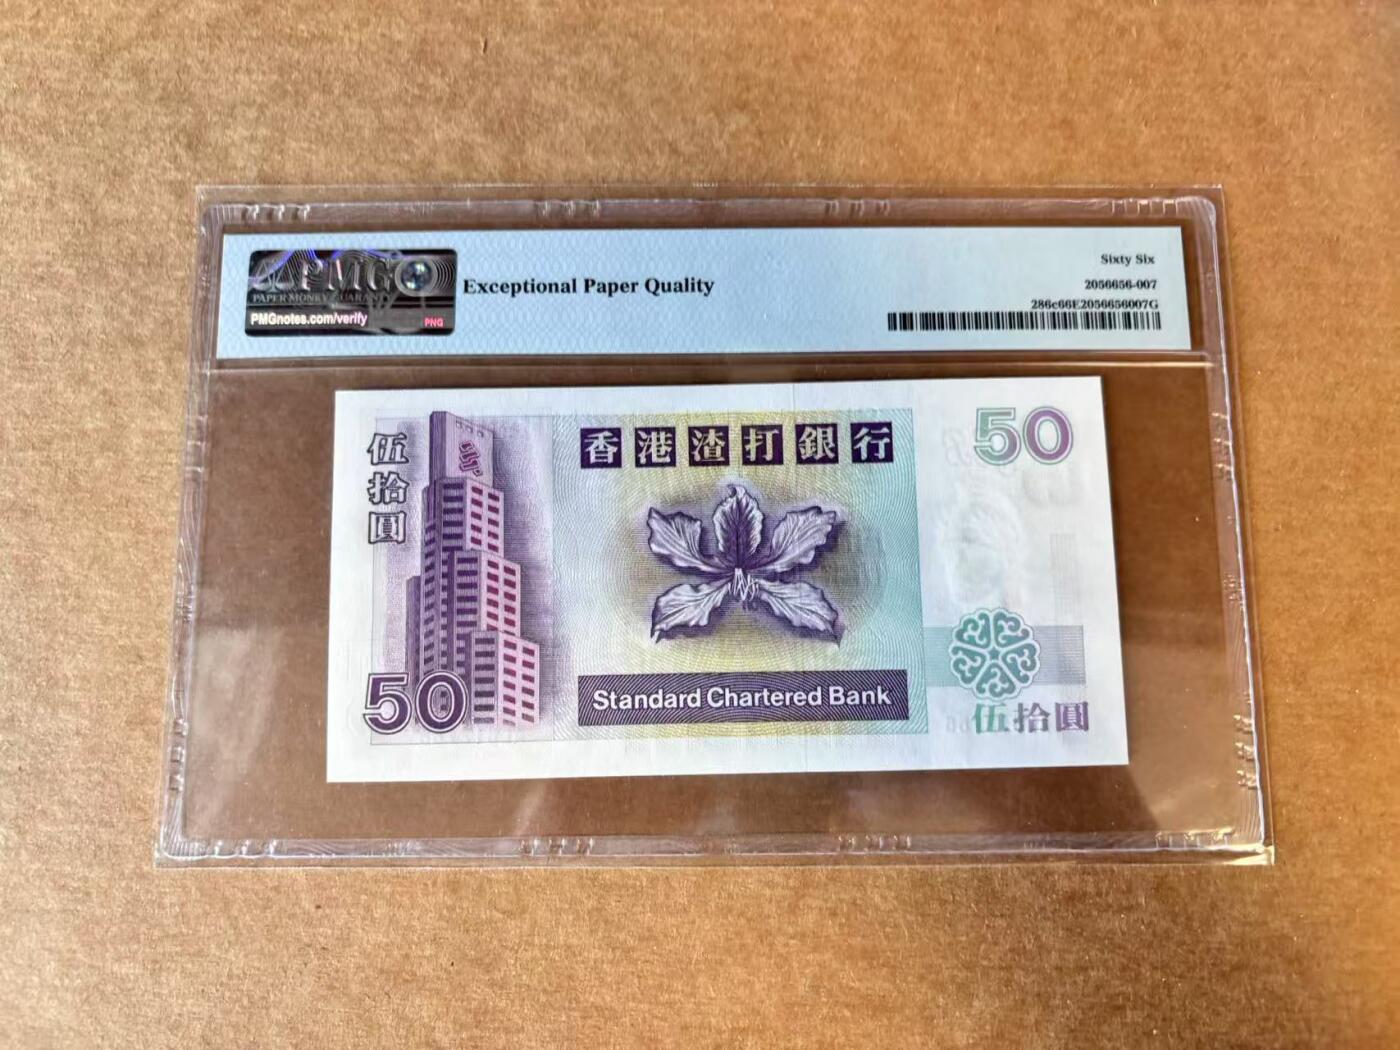 PMG
PAPER MONEY GUARANTY
PMGnotes.com/verify
PNG
Exceptional Paper Quality
Sixty Six
2056656-007
286c66E2056656007G
伍拾圓
香港渣打銀行
50
50
Standard Chartered Bank
伍拾圓